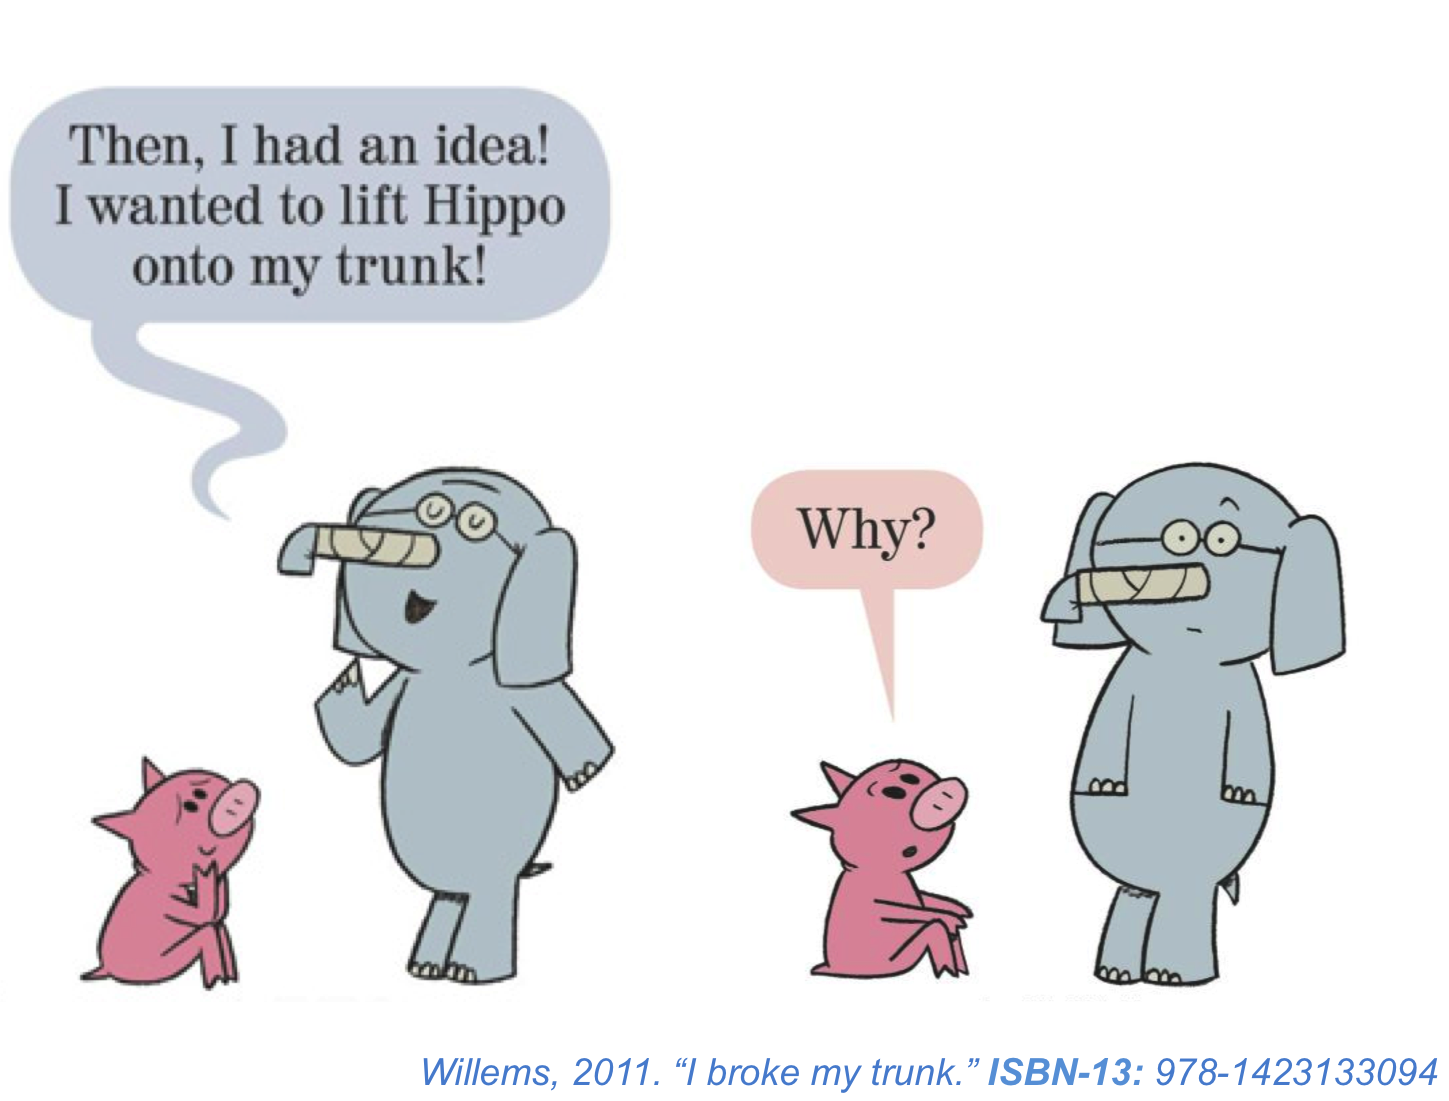 Then, I had an idea!
I wanted to lift Hippo
onto my trunk!
Why?
Willems, 2011. “I broke my trunk.” ISBN-13: 978-1423133094